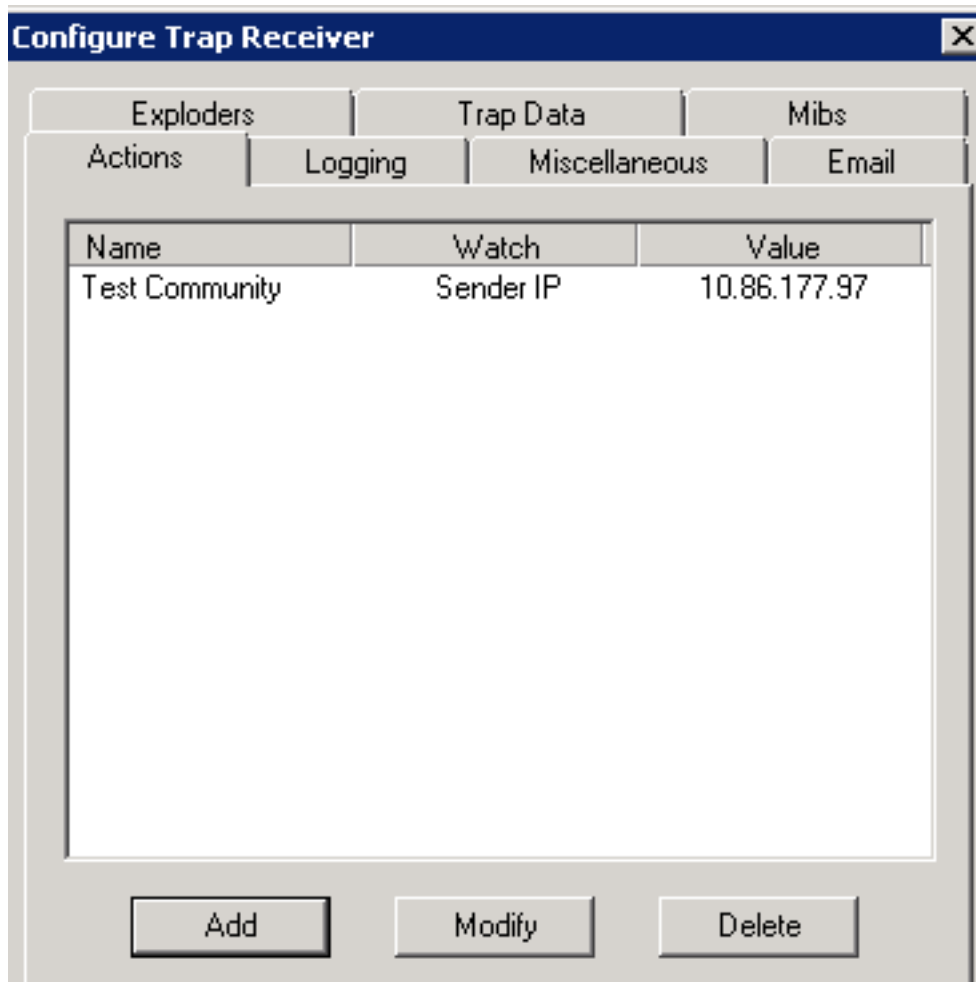 Configure Trap Receiver
Exploders Trap Data Mibs
Actions Logging Miscellaneous Email
Name Watch Value
Test Community Sender IP 10.86.177.97
Add Modify Delete